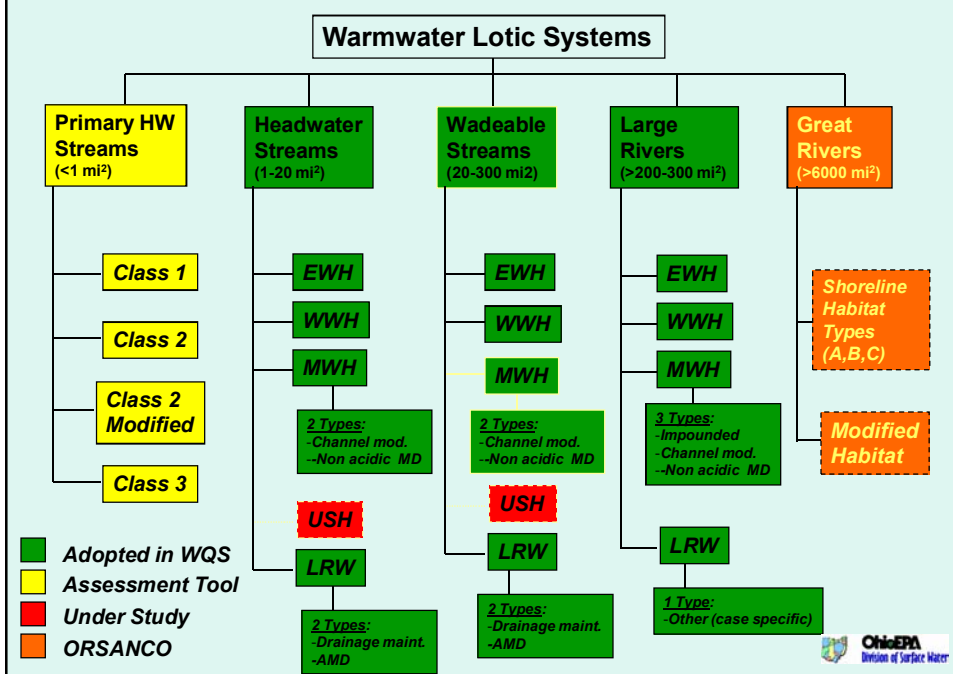 Warmwater Lotic Systems
Primary HW
Streams
(<1 mi²)
Class 1
Class 2
Class 2
Modified
Class 3
Headwater
Streams
(1-20 mi²)
EWH
WWH
MWH
2 Types:
-Channel mod.
--Non acidic MD
USH
LRW
2 Types:
-Drainage maint.
-AMD
Wadeable
Streams
(20-300 mi2)
EWH
WWH
MWH
2 Types:
-Channel mod.
--Non acidic MD
USH
LRW
2 Types:
-Drainage maint.
-AMD
Large
Rivers
(>200-300 mi²)
EWH
WWH
MWH
3 Types:
-Impounded
-Channel mod.
--Non acidic MD
LRW
1 Type:
-Other (case specific)
Great
Rivers
(>6000 mi²)
Shoreline
Habitat
Types
(A,B,C)
Modified
Habitat
Adopted in WQS
Assessment Tool
Under Study
ORSANCO
OhioEPA
Division of Surface Water